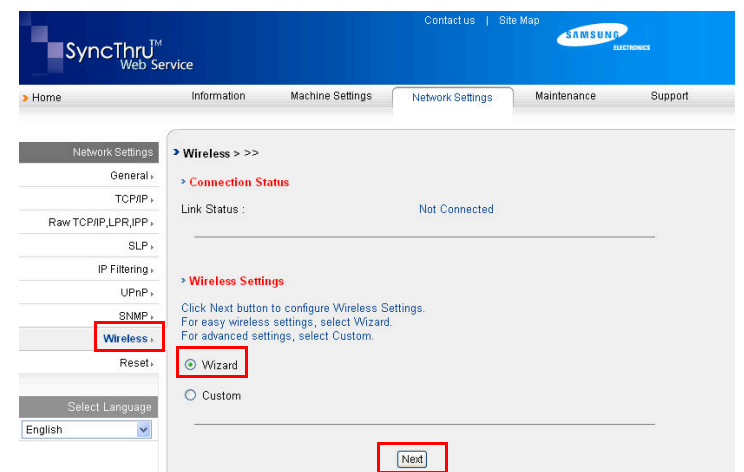 Contact us | Site Map
SAMSUNG
ELECTRONICS
SyncThru™
Web Service
Home
Information
Machine Settings
Network Settings
Maintenance
Support
Network Settings
General
TCP/IP
Raw TCP/IP,LPR,IPP
SLP
IP Filtering
UPnP
SNMP
Wireless
Reset
Select Language
English
Wireless > >>
Connection Status
Link Status :
Not Connected
Wireless Settings
Click Next button to configure Wireless Settings.
For easy wireless settings, select Wizard.
For advanced settings, select Custom.
Wizard
Custom
Next